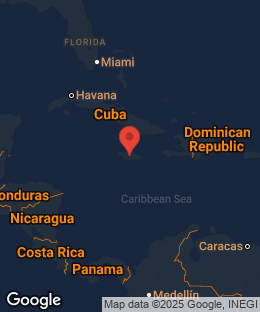 FLORIDA
Miami
Havana
Cuba
Dominican
Republic
Caribbean Sea
onduras
Nicaragua
Caracas
Costa Rica
Panama
Medellín
Google
Map data ©2025 Google, INEGI